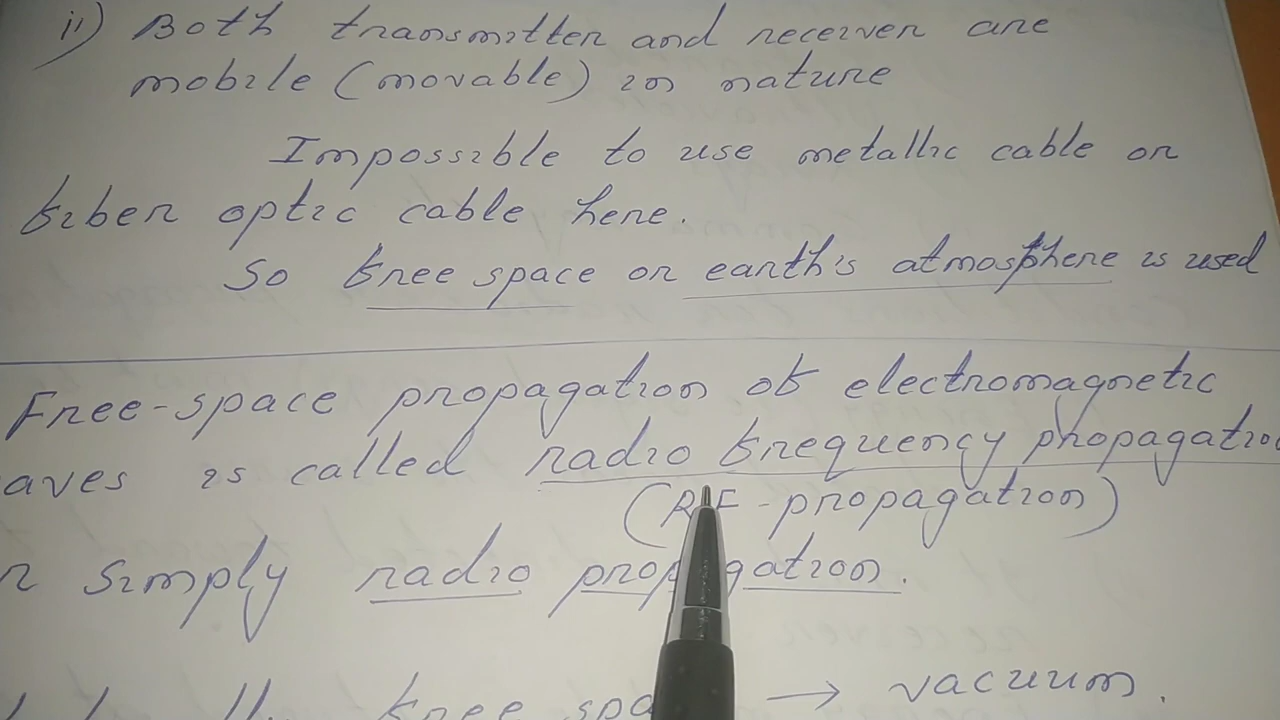 ii) Both transmitter and receiver are
mobile (movable) in nature
Impossible to use metallic cable or
fiber optic cable here.
So free space or earth's atmosphere is used
Free-space propagation of electromagnetic
aves is called radio frequency propagatio
(RF-propagation)
r simply radio propagation.
free spa → vacuum.